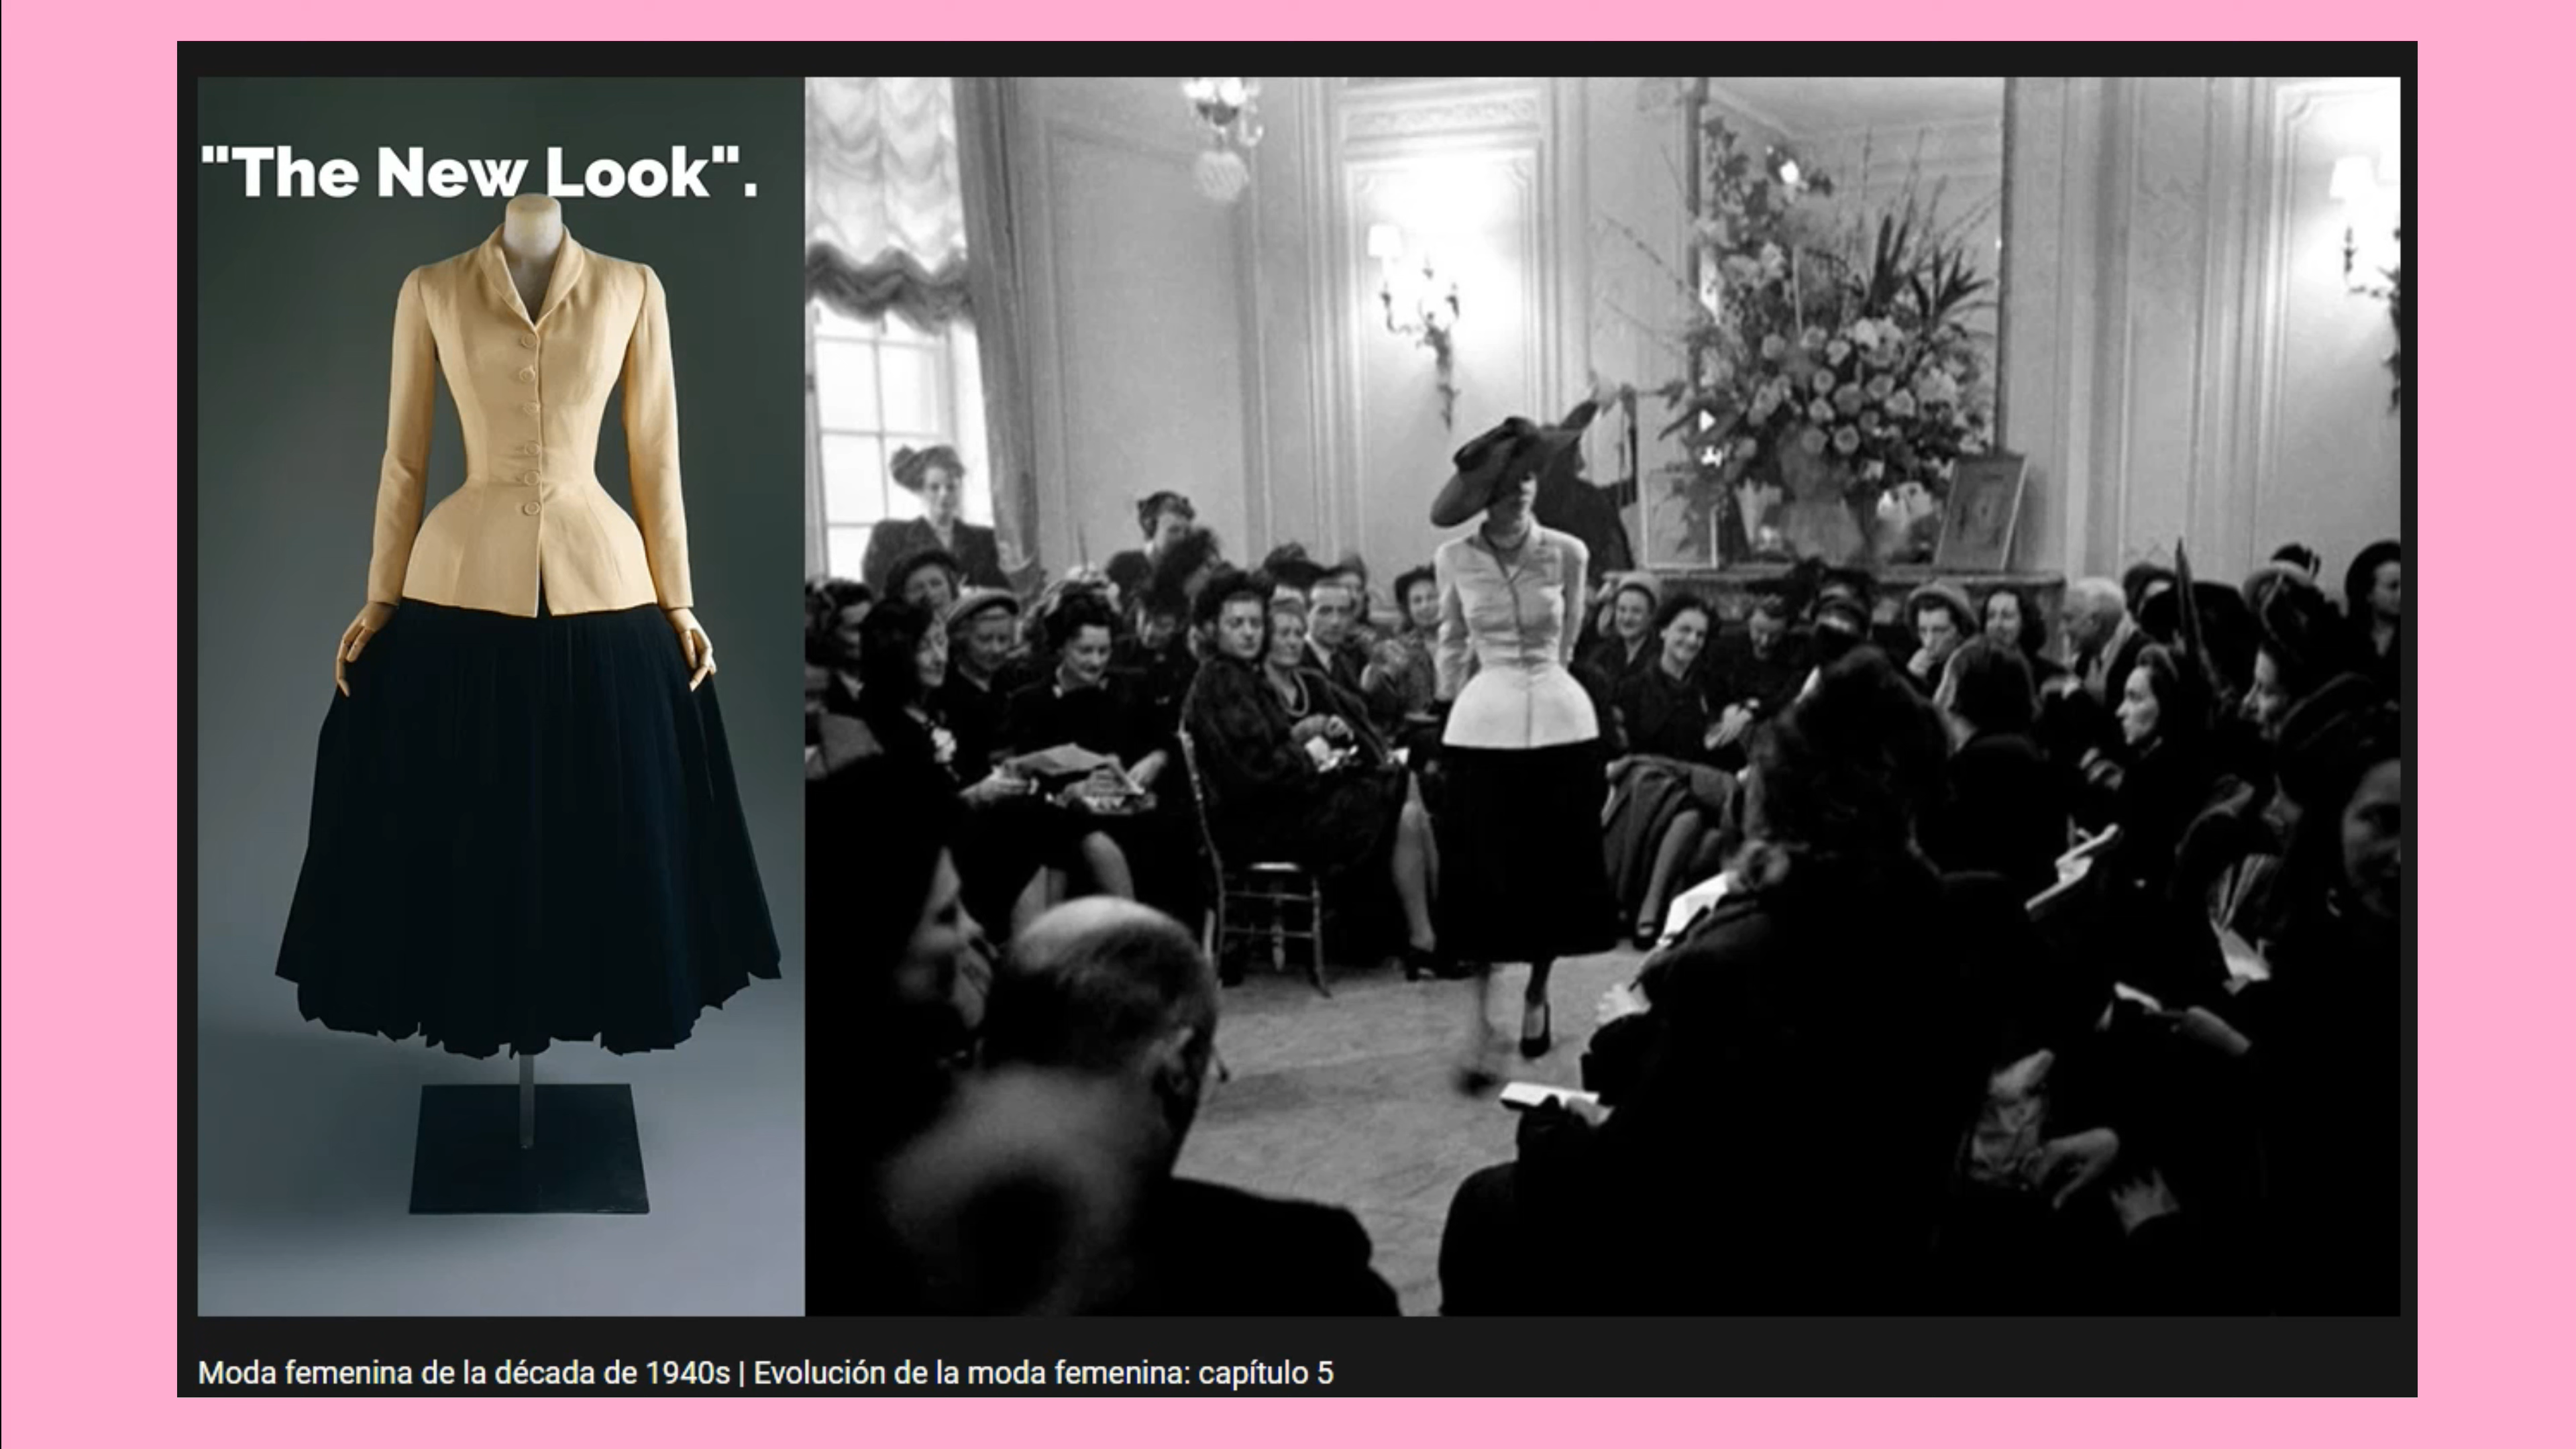 "The New Look".
Moda femenina de la década de 1940s | Evolución de la moda femenina: capítulo 5